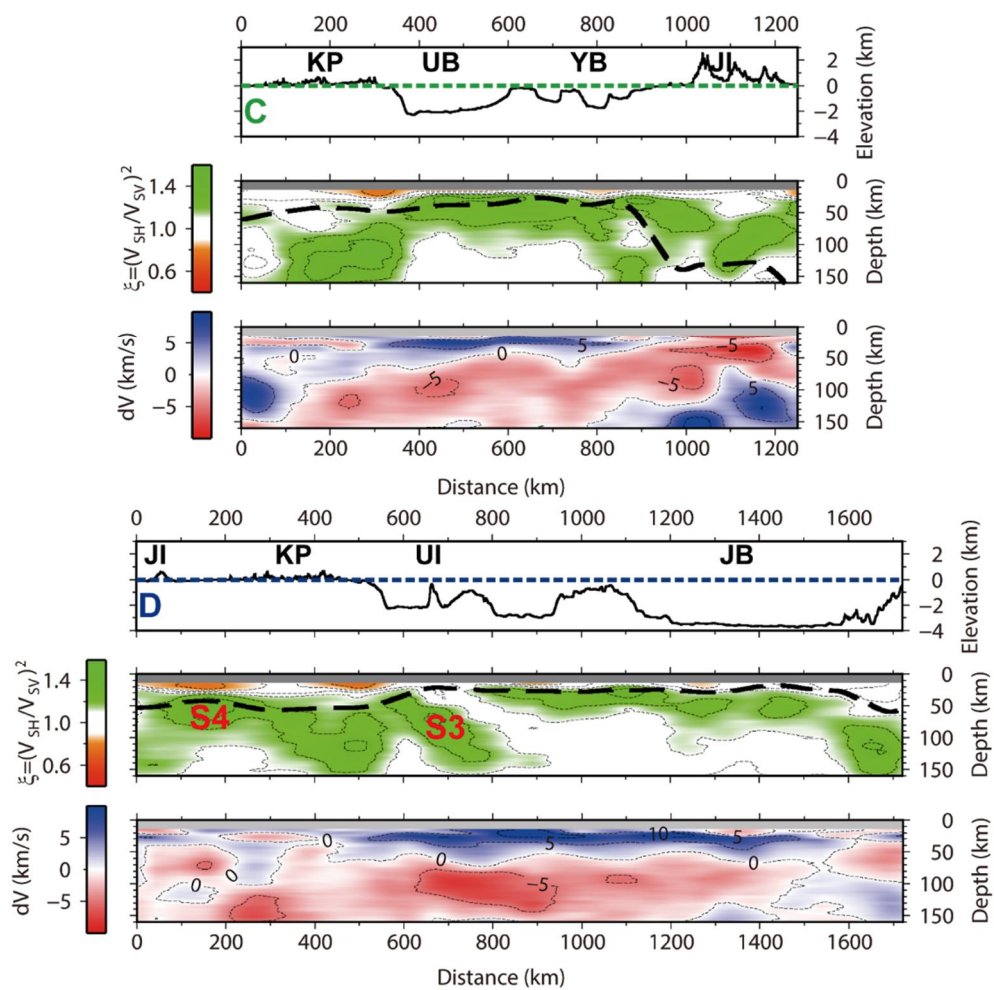 0 200 400 600 800 1000 1200
KP UB YB JI
C
2
0
−2
−4
Elevation (km)
ξ=(VSH/VSV)2
1.4
1.0
0.6
0
50
100
150
Depth (km)
dV (km/s)
5
0
−5
0 0 5 −5
−5 −5 5
0
50
100
150
Depth (km)
0 200 400 600 800 1000 1200
Distance (km)
0 200 400 600 800 1000 1200 1400 1600
JI KP UI JB
D
2
0
−2
−4
Elevation (km)
ξ=(VSH/VSV)2
1.4
1.0
0.6
S4 S3
0
50
100
150
Depth (km)
dV (km/s)
5
0
−5
0 5 10 5
0 0 0 −5 0
0
50
100
150
Depth (km)
0 200 400 600 800 1000 1200 1400 1600
Distance (km)